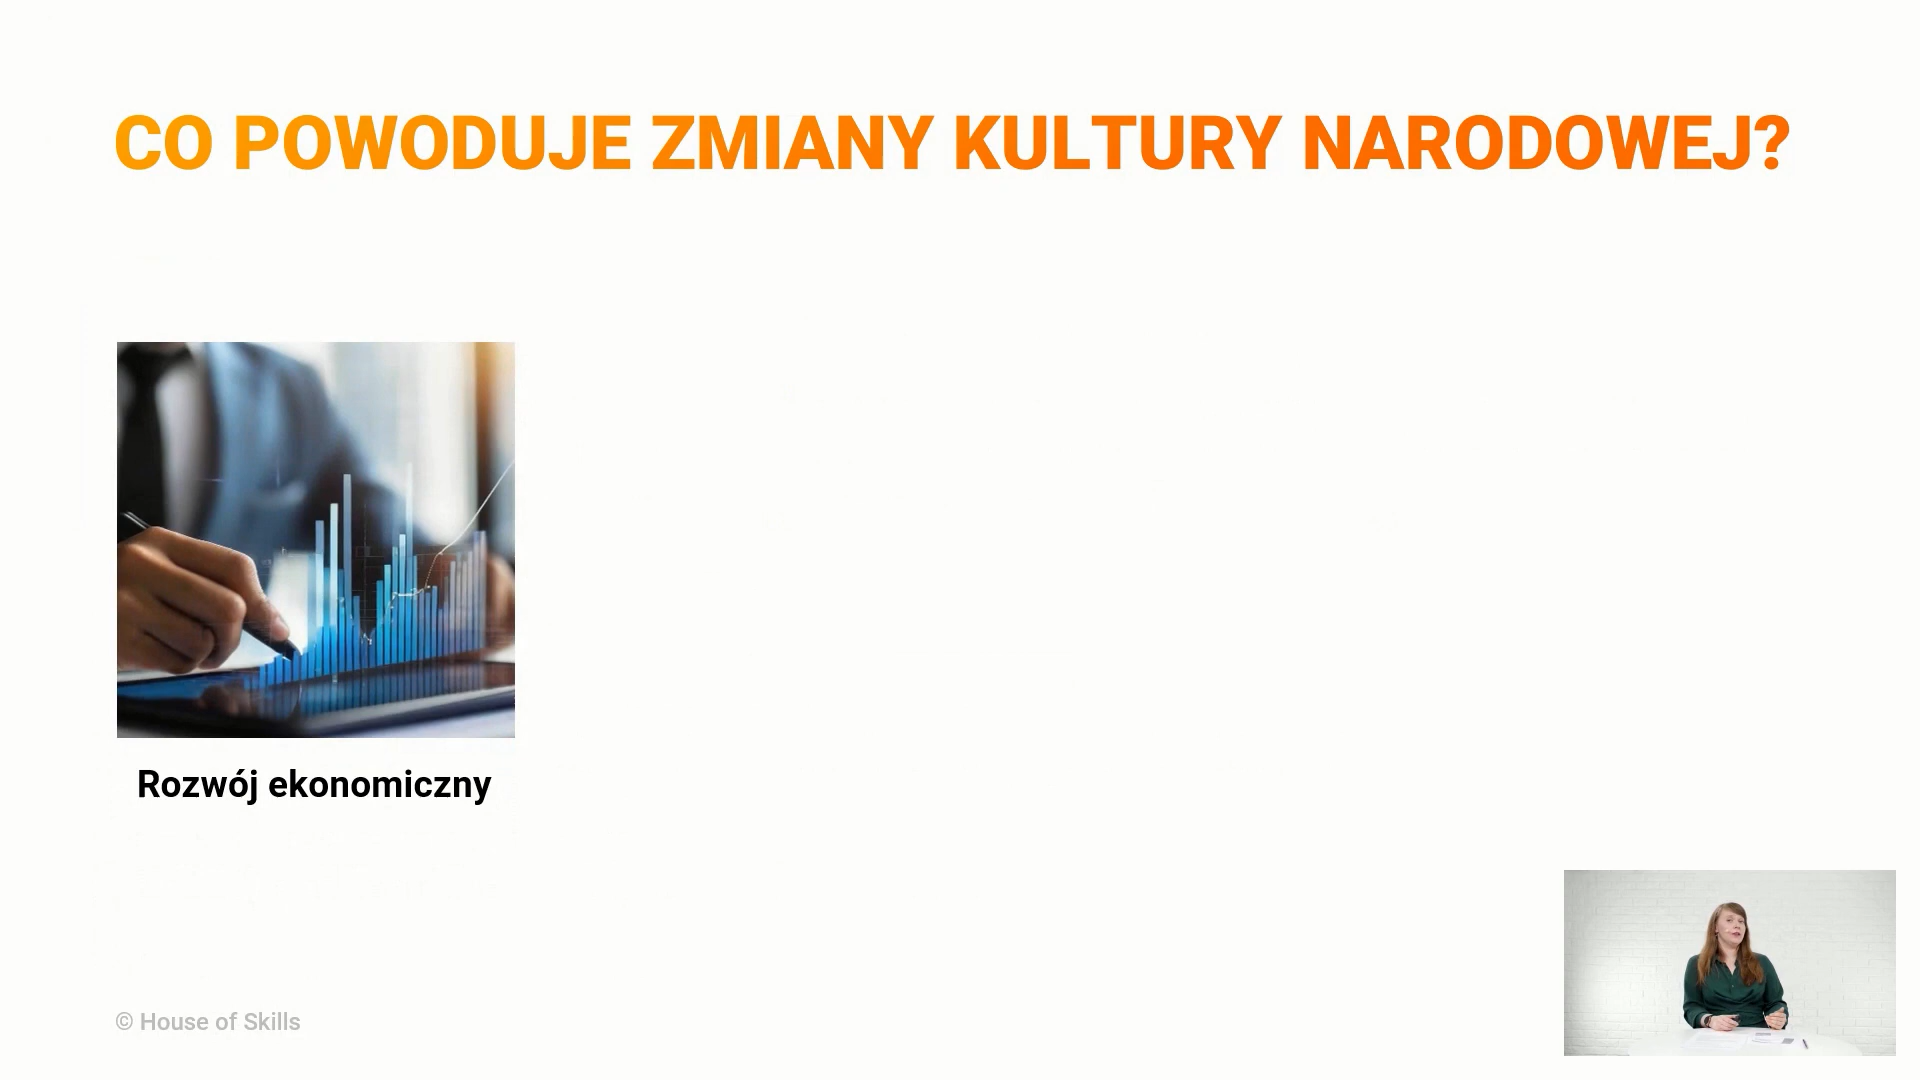 CO POWODUJE ZMIANY KULTURY NARODOWEJ?
Rozwój ekonomiczny
© House of Skills